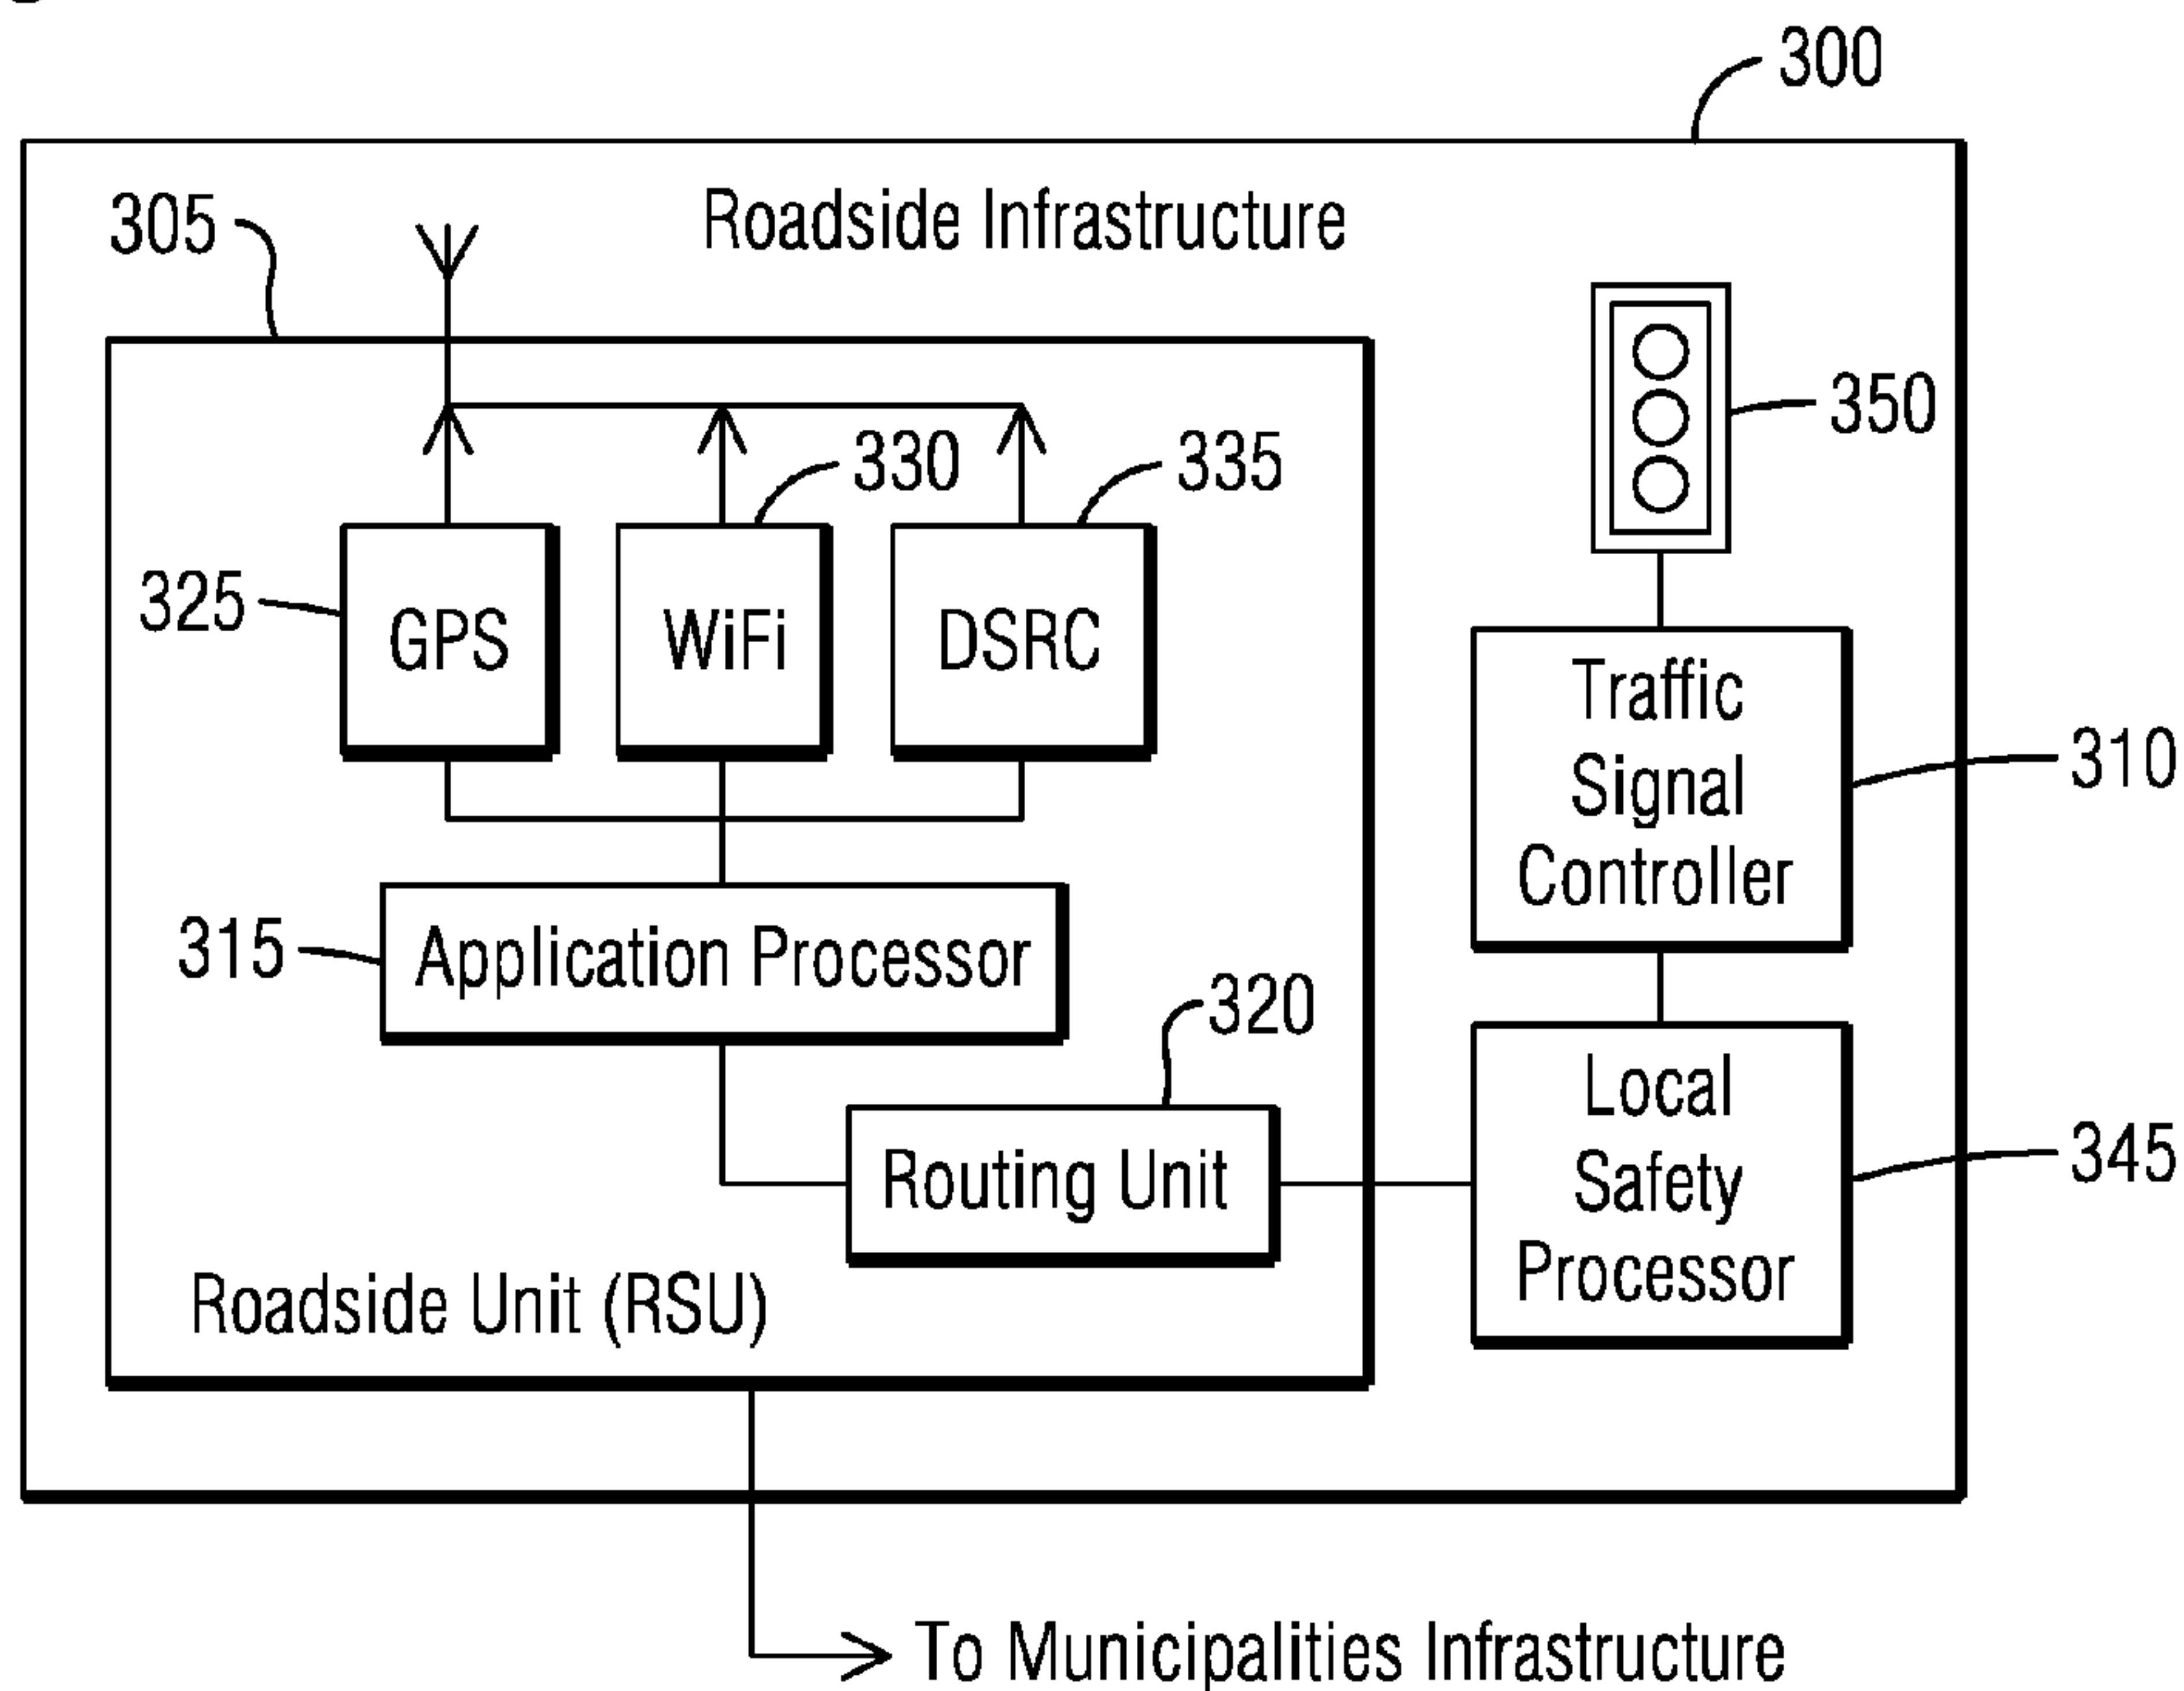 300
305
Roadside Infrastructure
350
330
335
325
GPS
WiFi
DSRC
Traffic
Signal
Controller
310
315
Application Processor
320
Routing Unit
Local
Safety
Processor
345
Roadside Unit (RSU)
To Municipalities Infrastructure